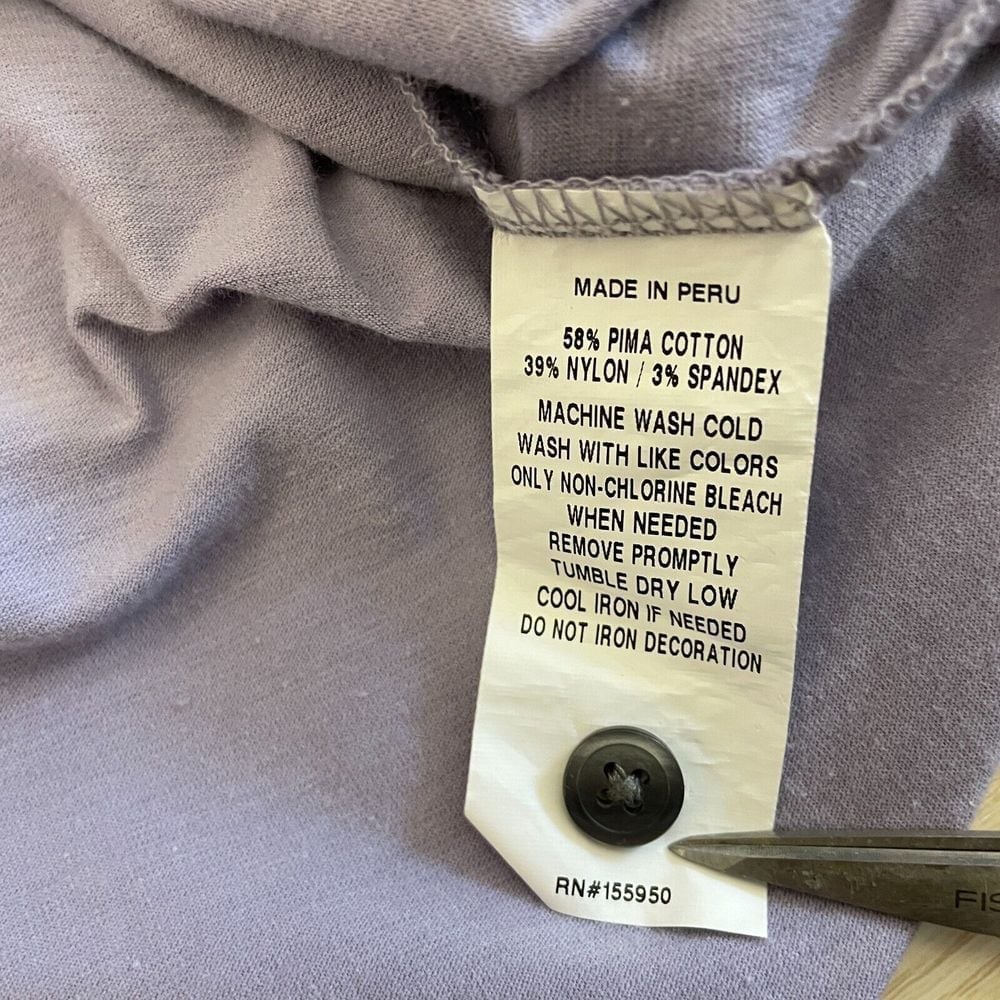 MADE IN PERU
58% PIMA COTTON
39% NYLON / 3% SPANDEX
MACHINE WASH COLD
WASH WITH LIKE COLORS
ONLY NON-CHLORINE BLEACH
WHEN NEEDED
REMOVE PROMPTLY
TUMBLE DRY LOW
COOL IRON IF NEEDED
DO NOT IRON DECORATION
RN#155950